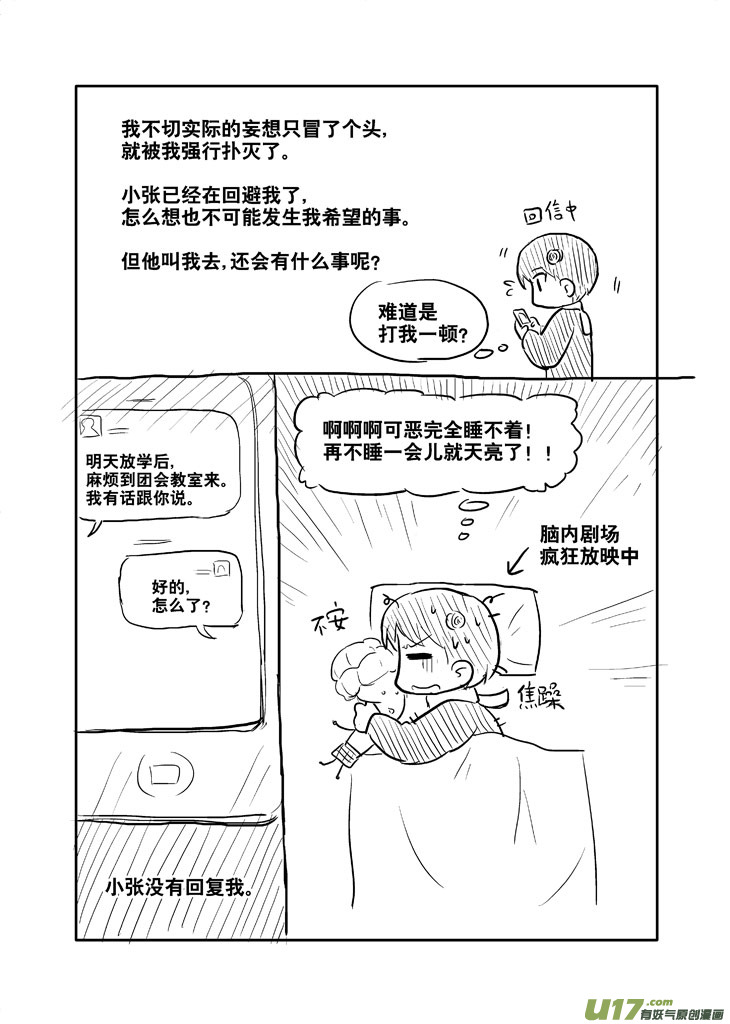 我不切实际的妄想只冒了个头，
就被我强行扑灭了。
小张已经在回避我了，
怎么想也不可能发生我希望的事。
但他叫我去，还会有什么事呢？
回信中
难道是
打我一顿？
明天放学后，
麻烦到团会教室来。
我有话跟你说。
好的，
怎么了？
小张没有回复我。
啊啊啊可恶完全睡不着！
再不睡一会儿就天亮了！！
脑内剧场
疯狂放映中
不安
焦躁
U17.com
有妖气原创漫画